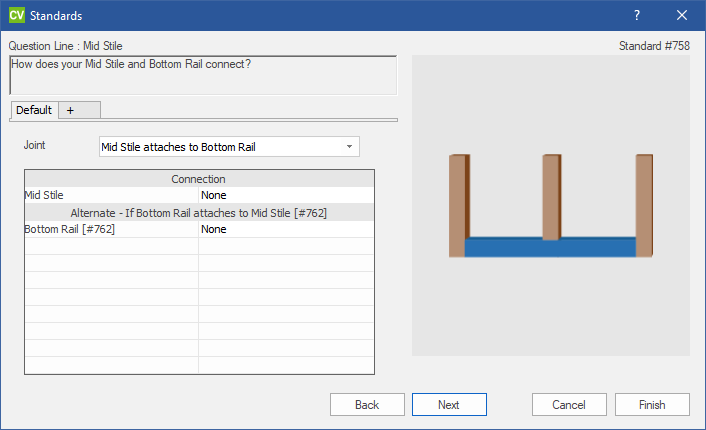 CV Standards
Question Line : Mid Stile
Standard #758
How does your Mid Stile and Bottom Rail connect?
Default +
Joint Mid Stile attaches to Bottom Rail
Connection
Mid Stile None
Alternate - If Bottom Rail attaches to Mid Stile [#762]
Bottom Rail [#762] None
Back Next Cancel Finish